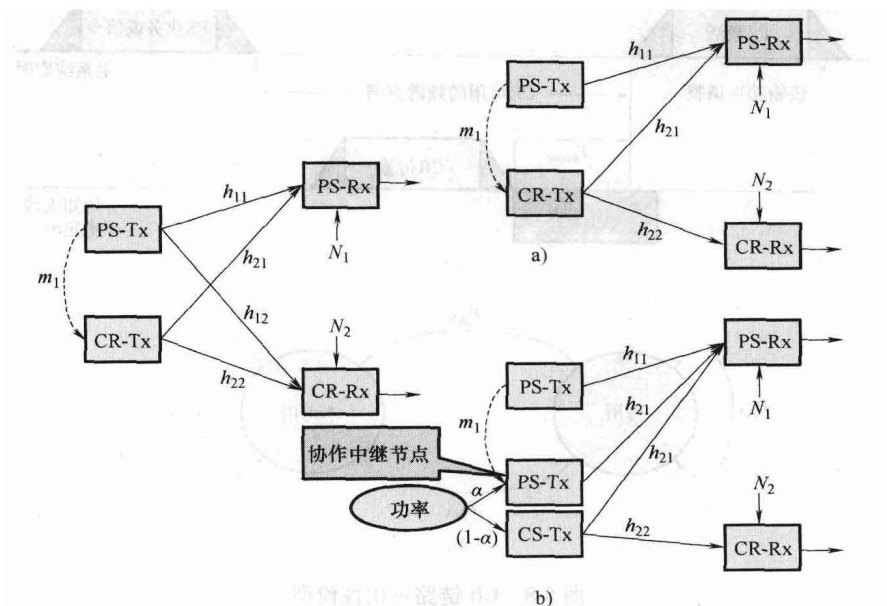 PS-Tx
m₁
CR-Tx
h₁₁
h₂₁
h₁₂
h₂₂
PS-Rx
N₁
N₂
CR-Rx
PS-Tx
m₁
CR-Tx
h₁₁
h₂₁
h₂₂
PS-Rx
N₁
N₂
CR-Rx
a)
PS-Tx
m₁
协作中继节点
功率
α
(1-α)
PS-Tx
CS-Tx
h₁₁
h₂₁
h₂₁
h₂₂
PS-Rx
N₁
N₂
CR-Rx
b)